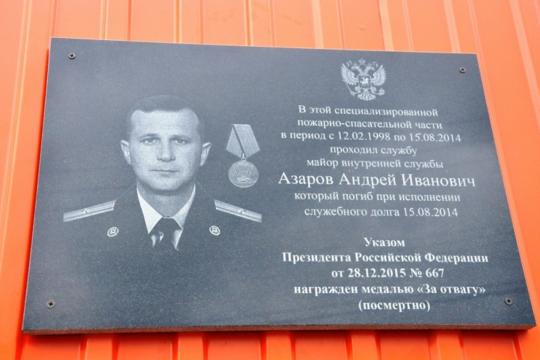 В этой специализированной
пожарно-спасательной части
в период с 12.02.1998 по 15.08.2014
проходил службу
майор внутренней службы
Азаров Андрей Иванович
который погиб при исполнении
служебного долга 15.08.2014
Указом
Президента Российской Федерации
от 28.12.2015 № 667
награжден медалью «За отвагу»
(посмертно)